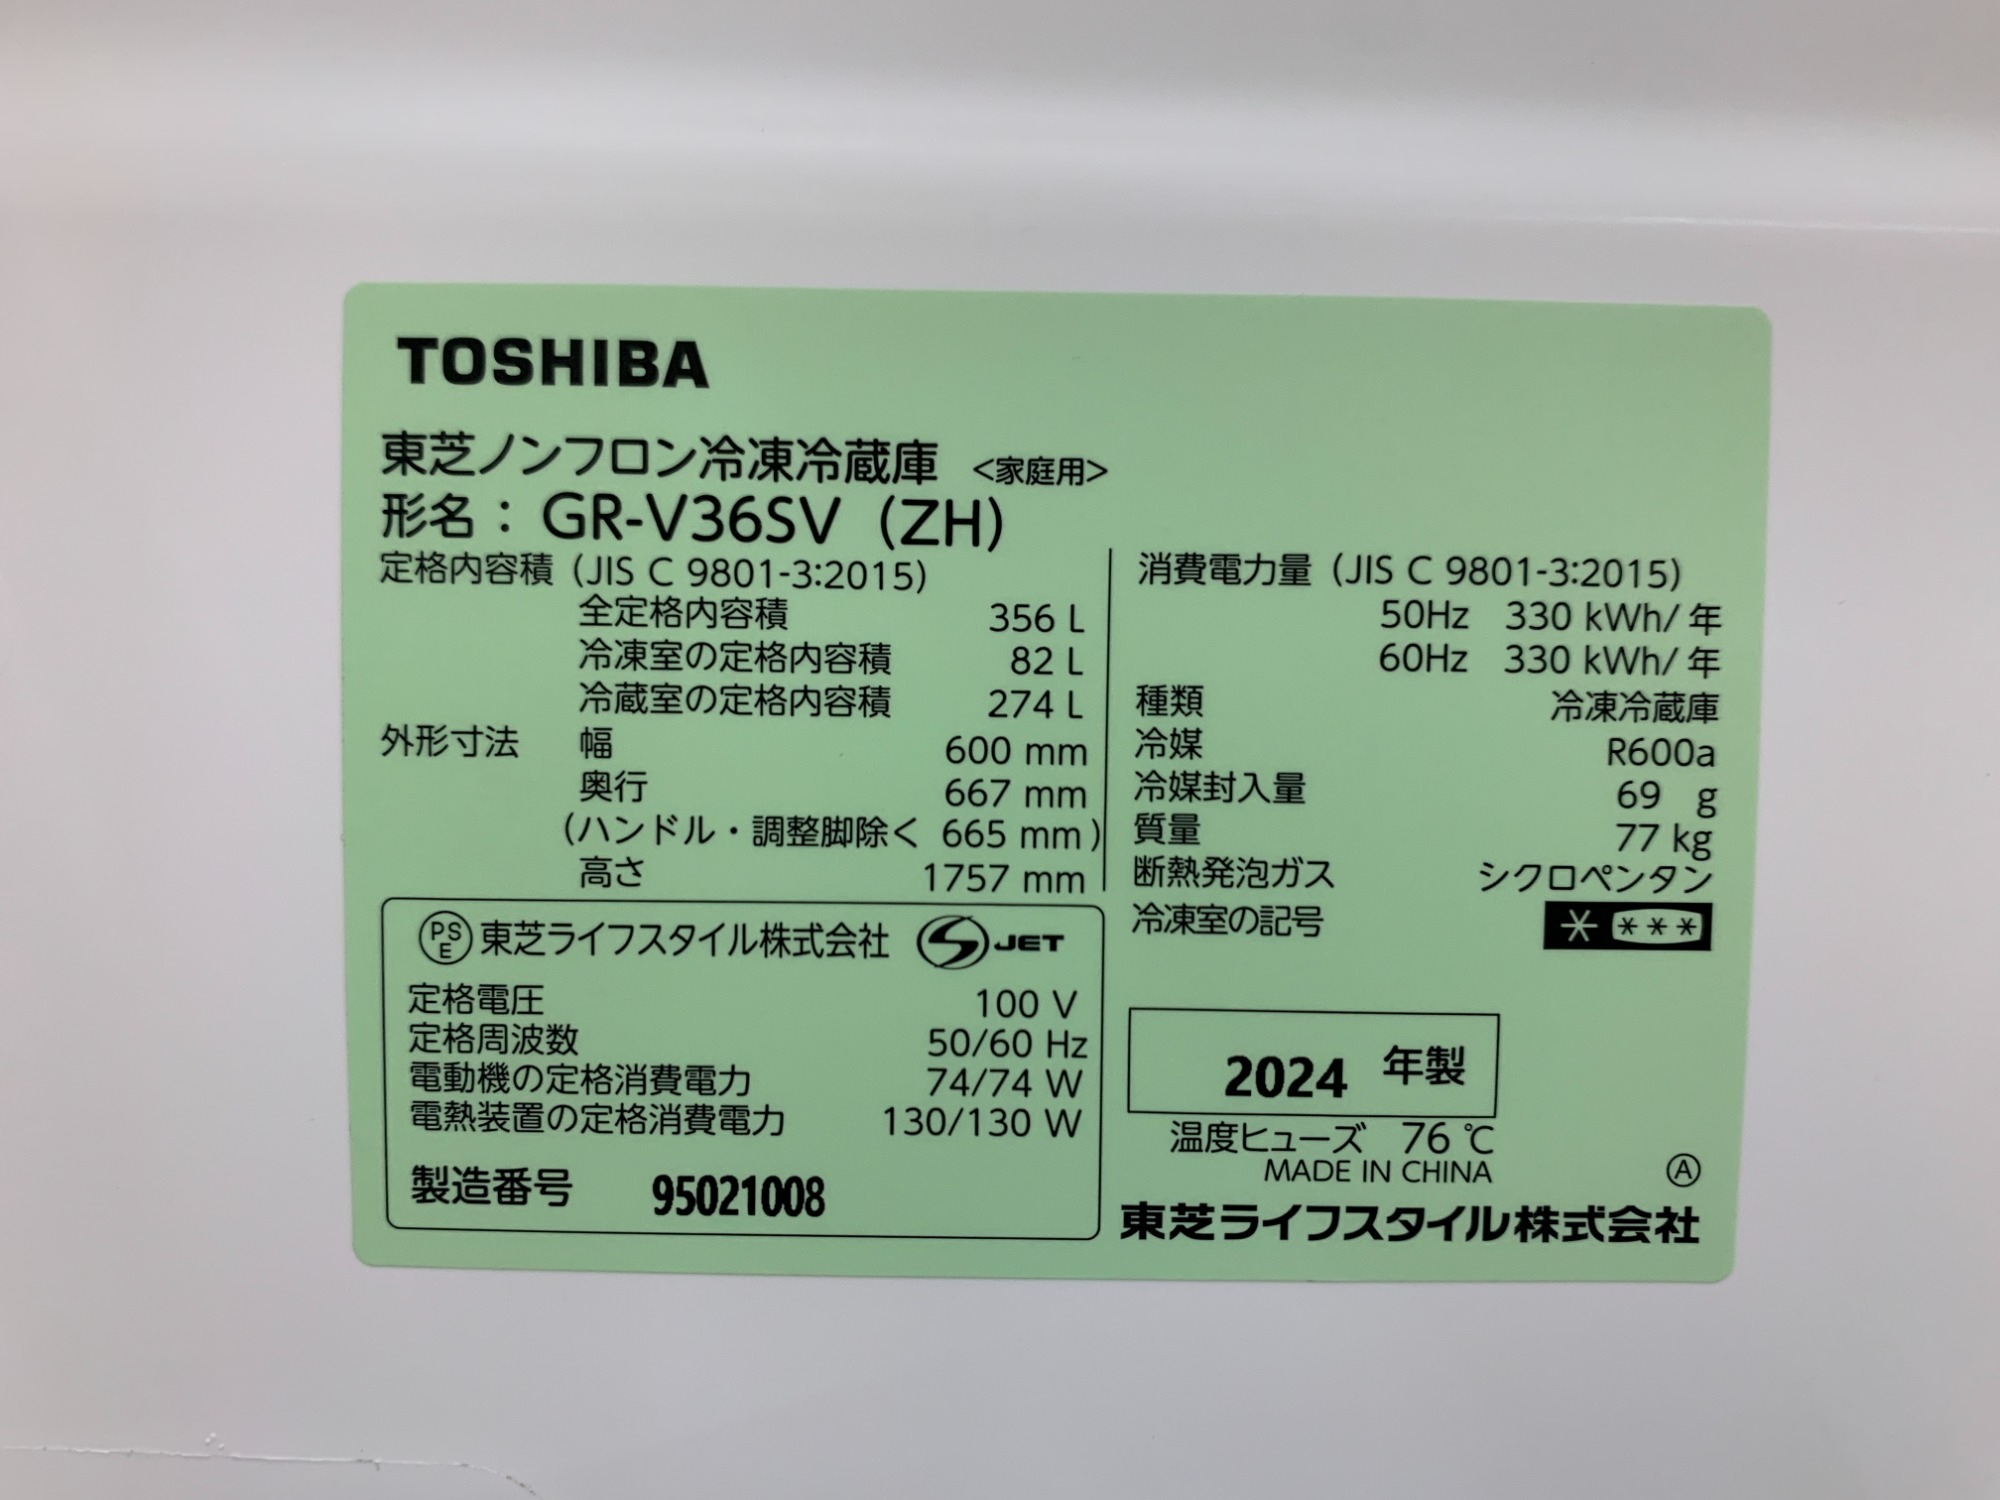 TOSHIBA
東芝ノンフロン冷凍冷蔵庫 <家庭用>
形名： GR-V36SV (ZH)
定格内容積 (JIS C 9801-3:2015)
全定格内容積 356 L
冷凍室の定格内容積 82 L
冷蔵室の定格内容積 274 L
外形寸法 幅 600 mm
奥行 667 mm
(ハンドル・調整脚除く 665 mm)
高さ 1757 mm
PSE 東芝ライフスタイル株式会社 S JET
定格電圧 100 V
定格周波数 50/60 Hz
電動機の定格消費電力 74/74 W
電熱装置の定格消費電力 130/130 W
製造番号 95021008
消費電力量 (JIS C 9801-3:2015)
50Hz 330 kWh/年
60Hz 330 kWh/年
種類 冷凍冷蔵庫
冷媒 R600a
冷媒封入量 69 g
質量 77 kg
断熱発泡ガス シクロペンタン
冷凍室の記号 * ***
2024 年製
温度ヒューズ 76 ℃
MADE IN CHINA Ⓐ
東芝ライフスタイル株式会社